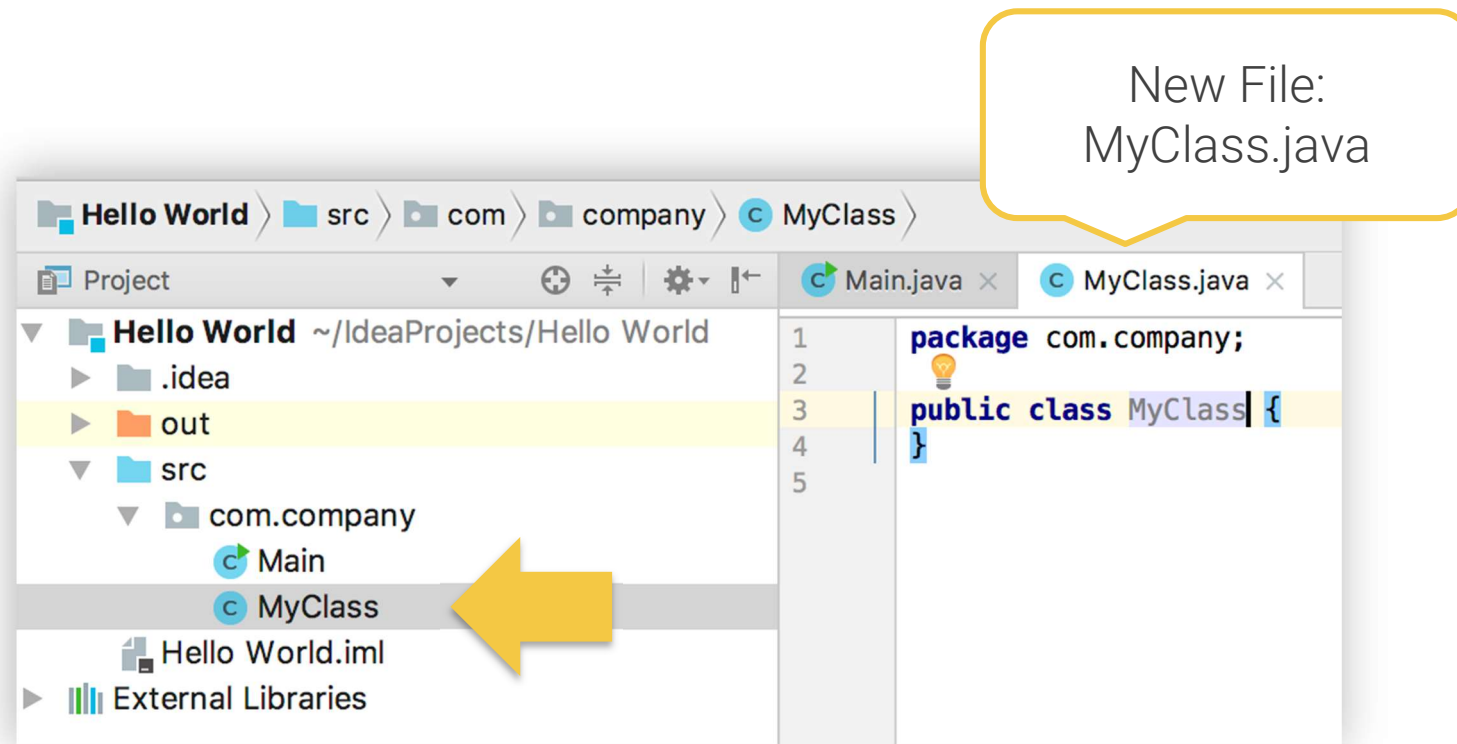 New File:
MyClass.java
Hello World src com company C MyClass
Project
C Main.java × C MyClass.java ×
Hello World ~/IdeaProjects/Hello World
.idea
out
src
com.company
C Main
C MyClass
Hello World.iml
External Libraries
1 package com.company;
2
3 public class MyClass {
4 }
5